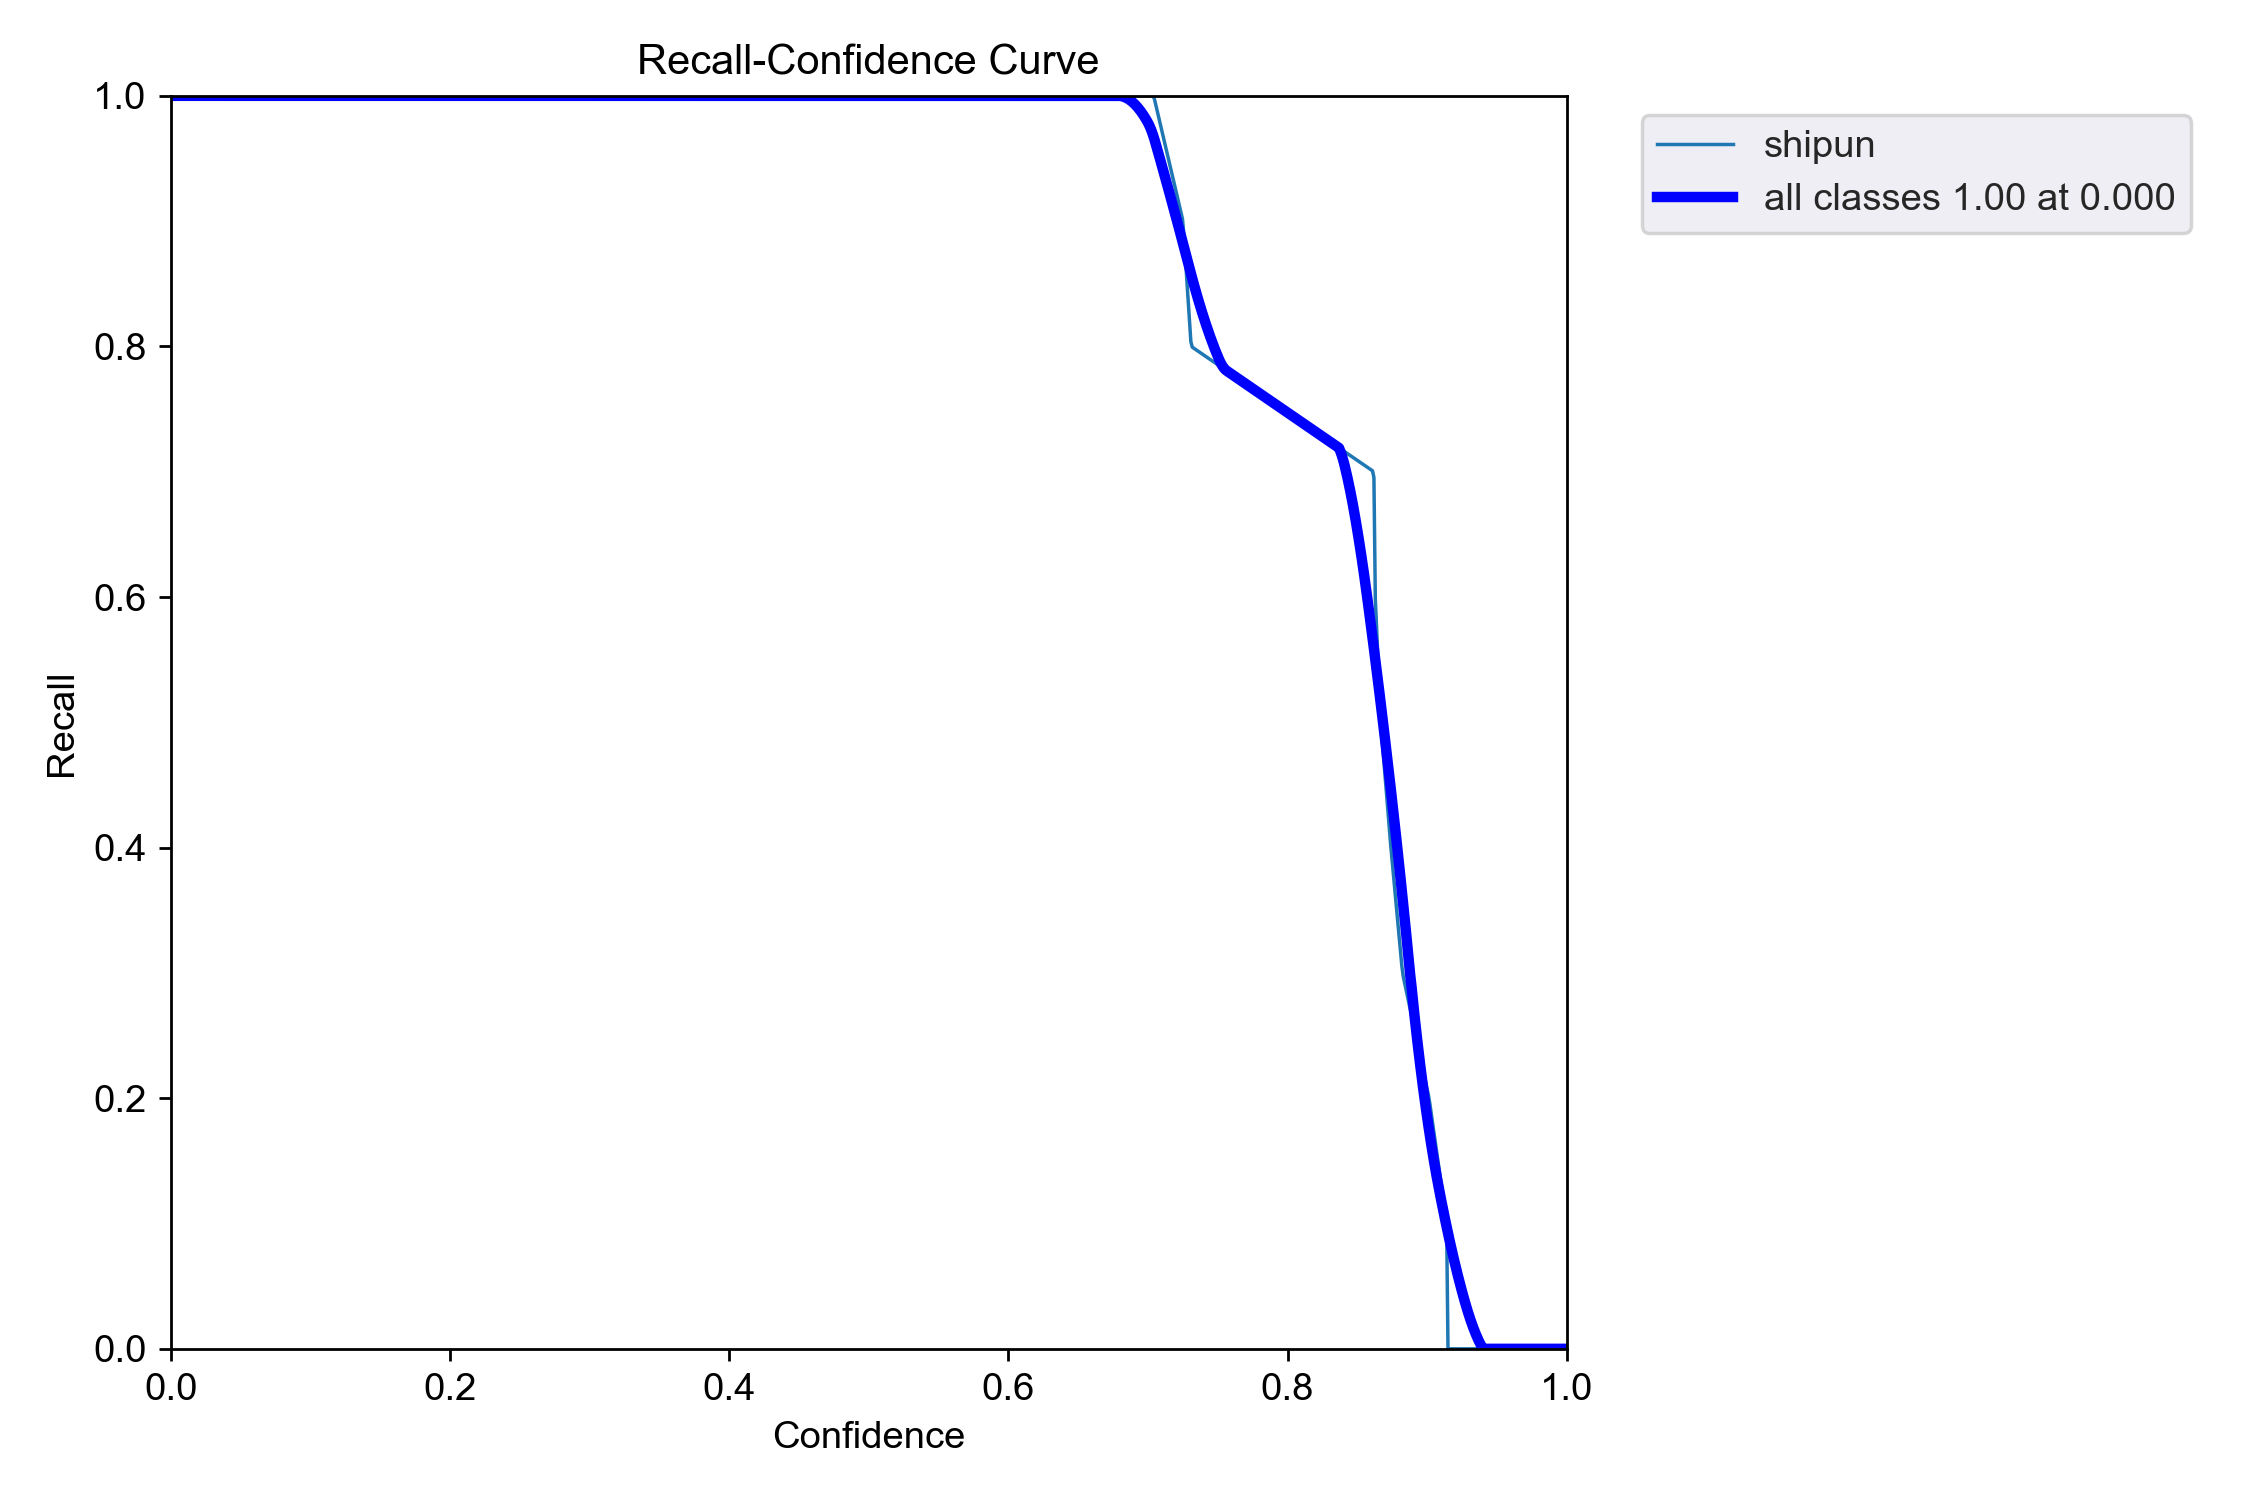 Recall-Confidence Curve
1.0
0.8
0.6
0.4
0.2
0.0
Recall
0.0 0.2 0.4 0.6 0.8 1.0
Confidence
shipun
all classes 1.00 at 0.000